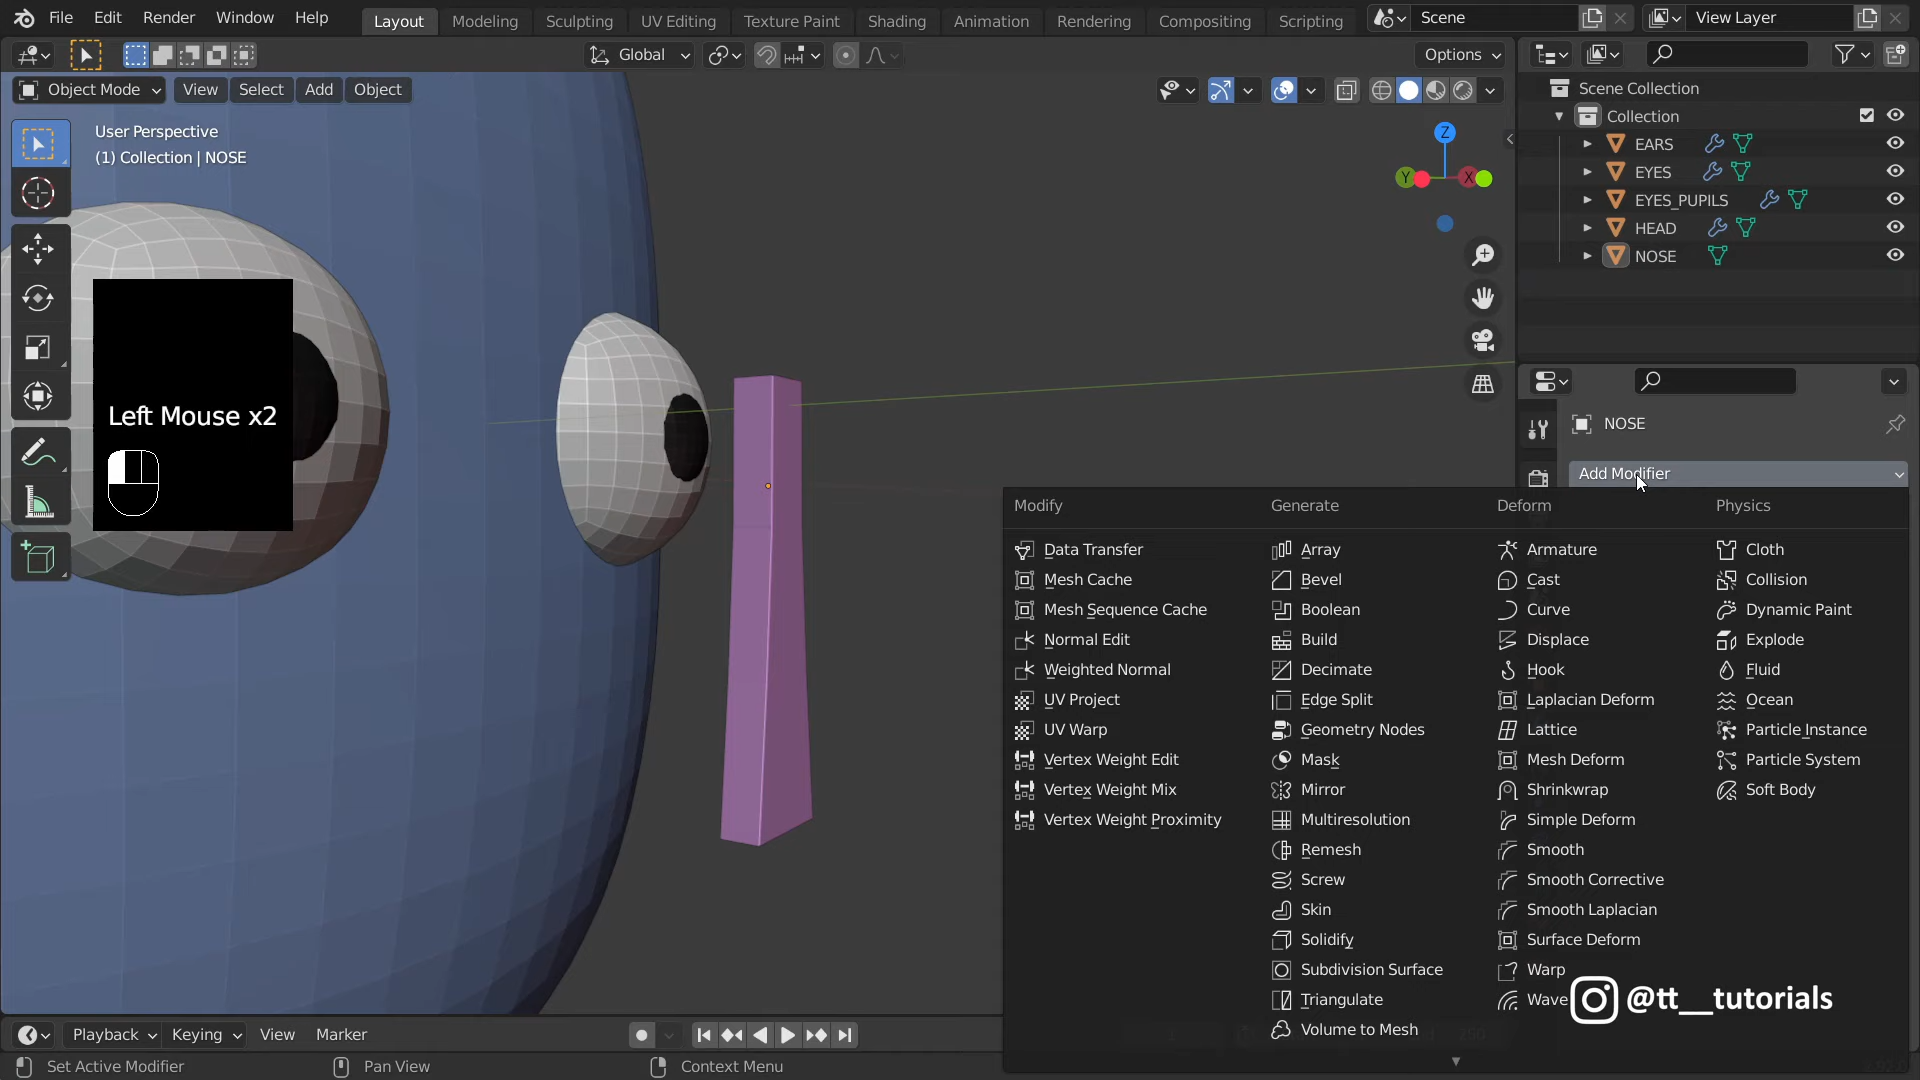 File Edit Render Window Help Layout Modeling Sculpting UV Editing Texture Paint Shading Animation Rendering Compositing Scripting Scene View Layer
Global Options
Object Mode View Select Add Object
User Perspective
(1) Collection | NOSE
Z
Y X
Left Mouse x2
Scene Collection
Collection
EARS
EYES
EYES_PUPILS
HEAD
NOSE
NOSE
Add Modifier
Modify Generate Deform Physics
Data Transfer Array Armature Cloth
Mesh Cache Bevel Cast Collision
Mesh Sequence Cache Boolean Curve Dynamic Paint
Normal Edit Build Displace Explode
Weighted Normal Decimate Hook Fluid
UV Project Edge Split Laplacian Deform Ocean
UV Warp Geometry Nodes Lattice Particle Instance
Vertex Weight Edit Mask Mesh Deform Particle System
Vertex Weight Mix Mirror Shrinkwrap Soft Body
Vertex Weight Proximity Multiresolution Simple Deform
Remesh Smooth
Screw Smooth Corrective
Skin Smooth Laplacian
Solidify Surface Deform
Subdivision Surface Warp
Triangulate Wave
Volume to Mesh
@tt__tutorials
Playback Keying View Marker
Set Active Modifier Pan View Context Menu